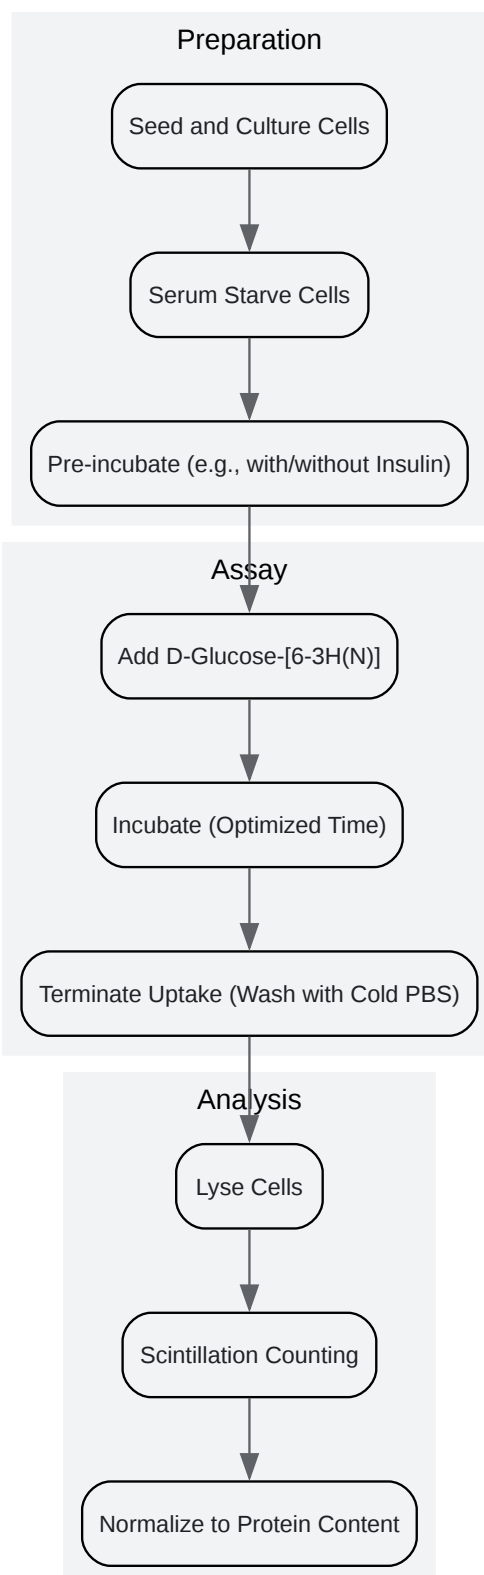 Preparation
Seed and Culture Cells
Serum Starve Cells
Pre-incubate (e.g., with/without Insulin)
Assay
Add D-Glucose-[6-3H(N)]
Incubate (Optimized Time)
Terminate Uptake (Wash with Cold PBS)
Analysis
Lyse Cells
Scintillation Counting
Normalize to Protein Content